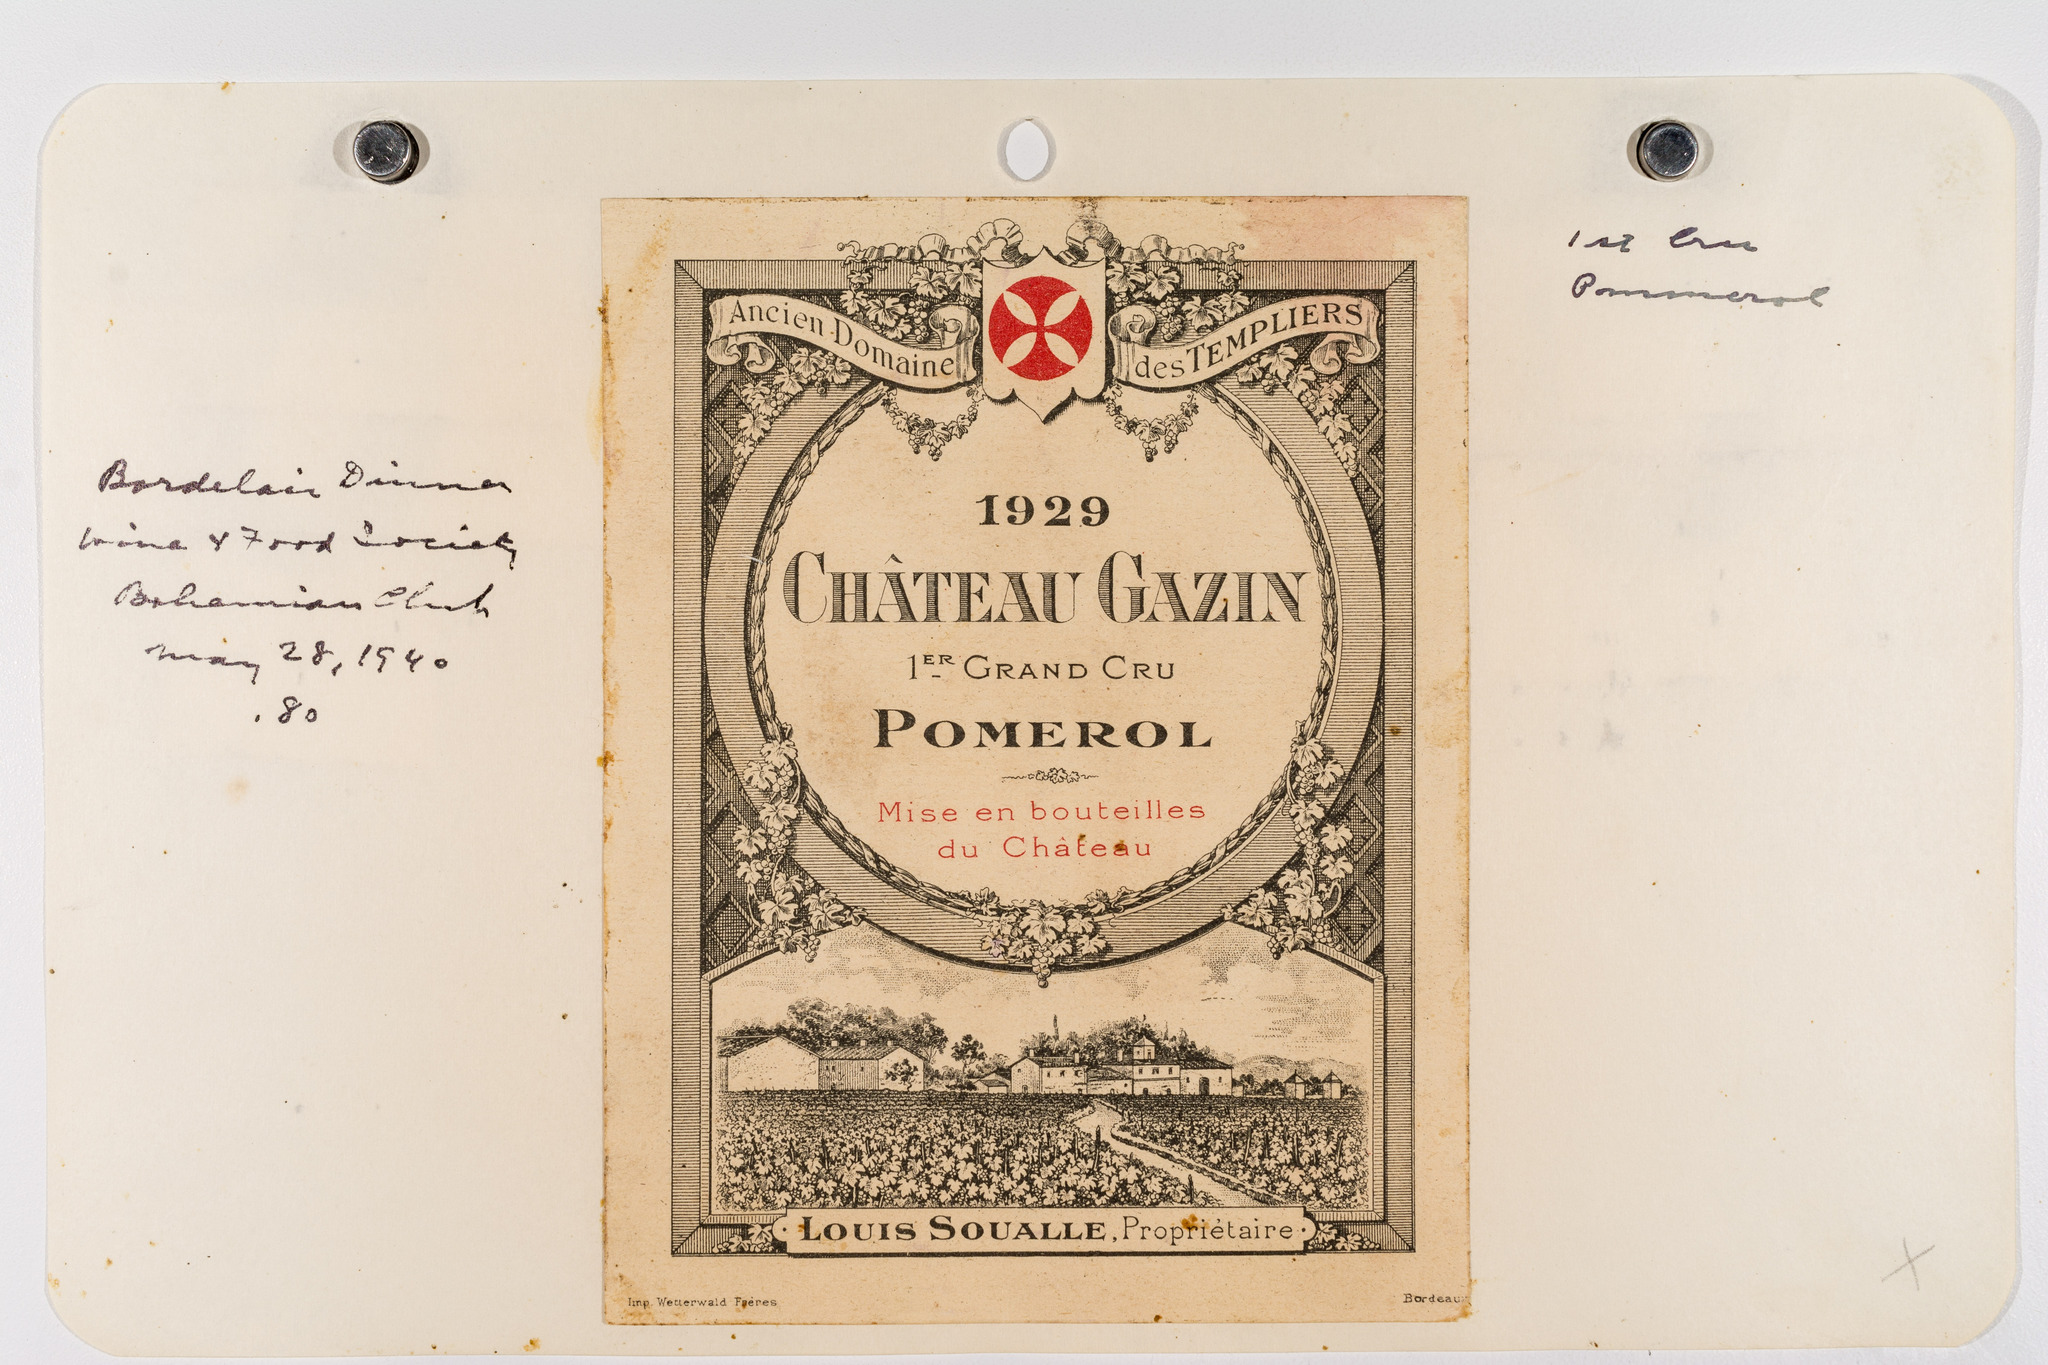 1st Cru
Pommerol
Ancien Domaine des TEMPLIERS
1929
CHÂTEAU GAZIN
1ER GRAND CRU
POMEROL
Mise en bouteilles
du Château
LOUIS SOUALLE, Propriétaire
Imp. Wetterwald Frères
Bordeaux
Bordelais Dinner
Wine & Food Society
Bohemian Club
May 28, 1940
.80